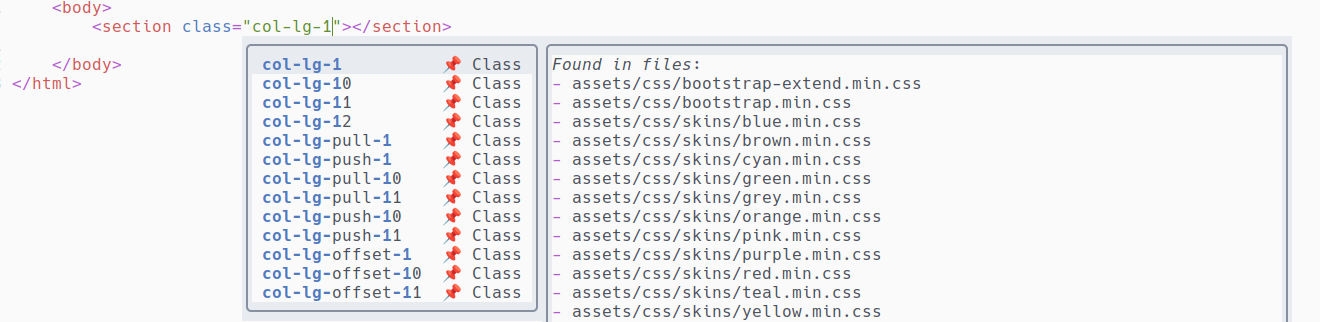 <body>
<section class="col-lg-1"></section>
</body>
</html>
col-lg-1 📌 Class
col-lg-10 📌 Class
col-lg-11 📌 Class
col-lg-12 📌 Class
col-lg-pull-1 📌 Class
col-lg-push-1 📌 Class
col-lg-pull-10 📌 Class
col-lg-pull-11 📌 Class
col-lg-push-10 📌 Class
col-lg-push-11 📌 Class
col-lg-offset-1 📌 Class
col-lg-offset-10 📌 Class
col-lg-offset-11 📌 Class
Found in files:
- assets/css/bootstrap-extend.min.css
- assets/css/bootstrap.min.css
- assets/css/skins/blue.min.css
- assets/css/skins/brown.min.css
- assets/css/skins/cyan.min.css
- assets/css/skins/green.min.css
- assets/css/skins/grey.min.css
- assets/css/skins/orange.min.css
- assets/css/skins/pink.min.css
- assets/css/skins/purple.min.css
- assets/css/skins/red.min.css
- assets/css/skins/teal.min.css
- assets/css/skins/yellow.min.css